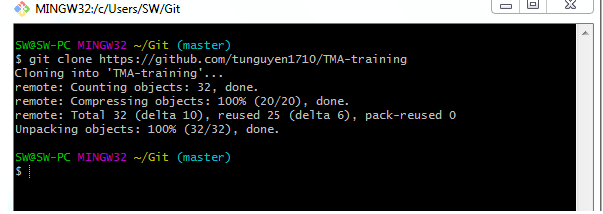 MINGW32:/c/Users/SW/Git
SW@SW-PC MINGW32 ~/Git (master)
$ git clone https://github.com/tunguyen1710/TMA-training
Cloning into 'TMA-training'...
remote: Counting objects: 32, done.
remote: Compressing objects: 100% (20/20), done.
remote: Total 32 (delta 10), reused 25 (delta 6), pack-reused 0
Unpacking objects: 100% (32/32), done.
SW@SW-PC MINGW32 ~/Git (master)
$